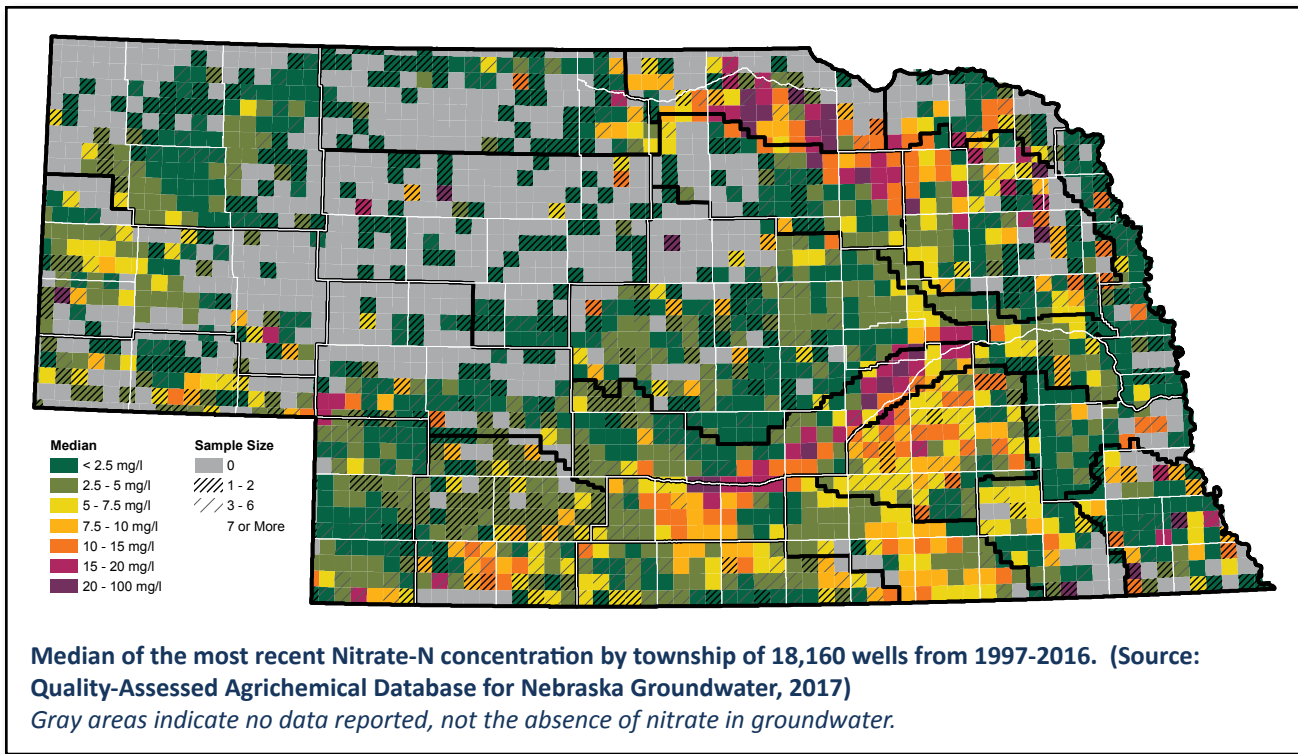 Median
< 2.5 mg/l
2.5 - 5 mg/l
5 - 7.5 mg/l
7.5 - 10 mg/l
10 - 15 mg/l
15 - 20 mg/l
20 - 100 mg/l
Sample Size
0
1 - 2
3 - 6
7 or More
Median of the most recent Nitrate-N concentration by township of 18,160 wells from 1997-2016. (Source:
Quality-Assessed Agrichemical Database for Nebraska Groundwater, 2017)
Gray areas indicate no data reported, not the absence of nitrate in groundwater.